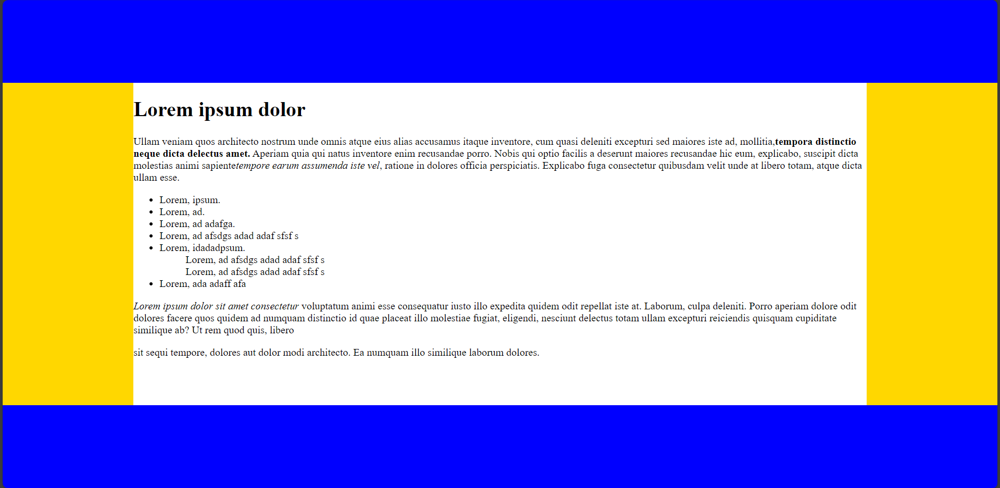 Lorem ipsum dolor
Ullam veniam quos architecto nostrum unde omnis atque eius alias accusamus itaque inventore, cum quasi deleniti excepturi sed maiores iste ad, mollitia,tempora distinctio
neque dicta delectus amet. Aperiam quia qui natus inventore enim recusandae porro. Nobis qui optio facilis a deserunt maiores recusandae hic eum, explicabo, suscipit dicta
molestias animi sapientetempore earum assumenda iste vel, ratione in dolores officia perspiciatis. Explicabo fuga consectetur quibusdam velit unde at libero totam, atque dicta
ullam esse.
• Lorem, ipsum.
• Lorem, ad.
• Lorem, ad adafga.
• Lorem, ad afsdgs adad adaf sfsf s
• Lorem, idadadpsum.
Lorem, ad afsdgs adad adaf sfsf s
Lorem, ad afsdgs adad adaf sfsf s
• Lorem, ada adaff afa
Lorem ipsum dolor sit amet consectetur voluptatum animi esse consequatur iusto illo expedita quidem odit repellat iste at. Laborum, culpa deleniti. Porro aperiam dolore odit
dolores facere quos quidem ad numquam distinctio id quae placeat illo molestiae fugiat, eligendi, nesciunt delectus totam ullam excepturi reiciendis quisquam cupiditate
similique ab? Ut rem quod quis, libero
sit sequi tempore, dolores aut dolor modi architecto. Ea numquam illo similique laborum dolores.